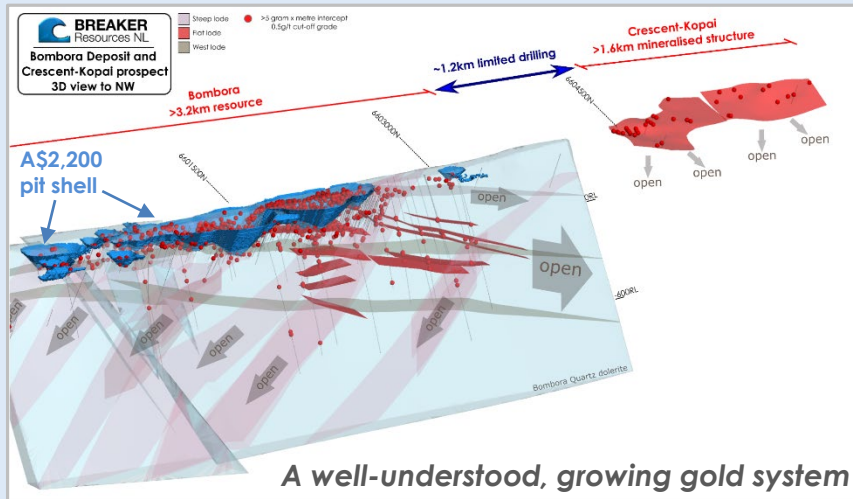 BREAKER
Resources NL
Bombora Deposit and
Crescent-Kopai prospect
3D view to NW
Steep lode
Flat lode
West lode
>5 gram x metre intercept
0.5g/t cut-off grade
Crescent-Kopai
>1.6km mineralised structure
~1.2km limited drilling
Bombora
>3.2km resource
6604500N
6603000N
6601500N
A$2,200
pit shell
open
open
open
open
open
0RL
open
-600RL
open
open
open
open
open
open
Bombora Quartz dolerite
A well-understood, growing gold system